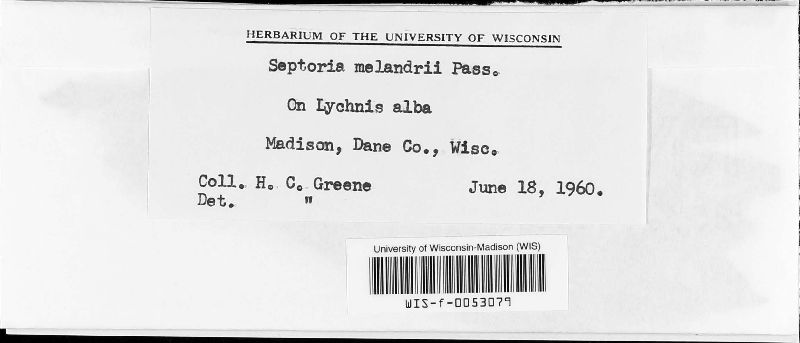 HERBARIUM OF THE UNIVERSITY OF WISCONSIN
Septoria melandrii Pass.
On Lychnis alba
Madison, Dane Co., Wisc.
Coll. H. C. Greene June 18, 1960.
Det. "
University of Wisconsin-Madison (WIS)
WIS-f-0053079